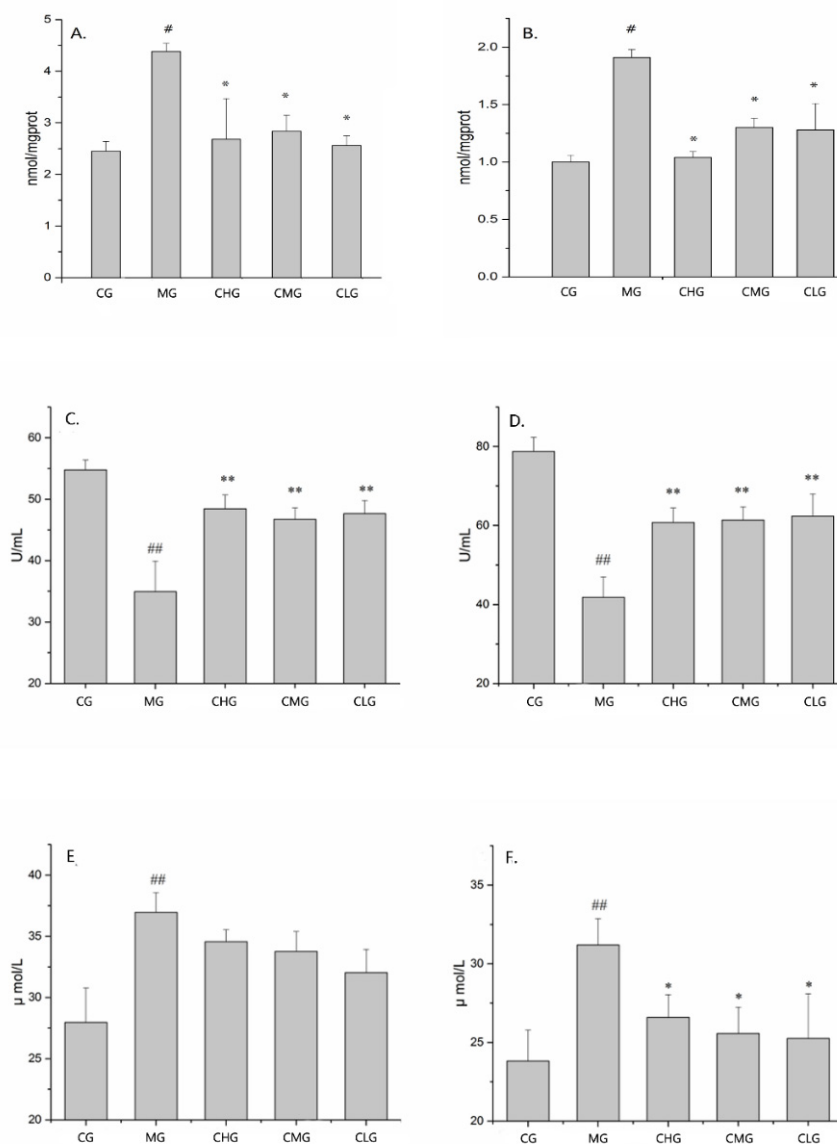 A.
nmol/mgprot
5
4
3
2
1
0
#
*
*
*
CG MG CHG CMG CLG
B.
nmol/mgprot
2.0
1.5
1.0
0.5
0.0
#
*
*
*
CG MG CHG CMG CLG
C.
U/mL
60
50
40
30
20
##
**
**
**
CG MG CHG CMG CLG
D.
U/mL
80
60
40
20
##
**
**
**
CG MG CHG CMG CLG
E.
μ mol/L
40
35
30
25
20
##
CG MG CHG CMG CLG
F.
μ mol/L
35
30
25
20
##
*
*
*
CG MG CHG CMG CLG